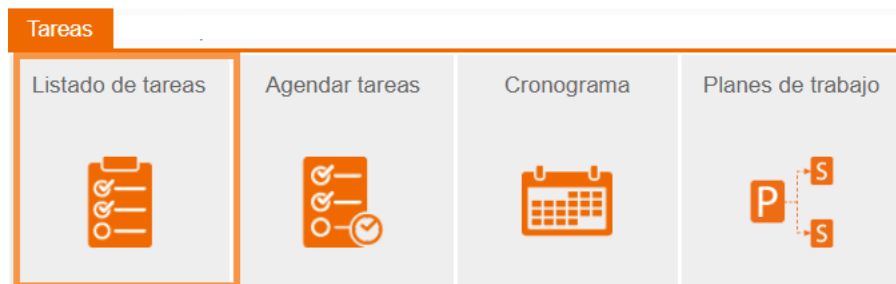 Tareas
Listado de tareas
Agendar tareas
Cronograma
Planes de trabajo
S
P
S